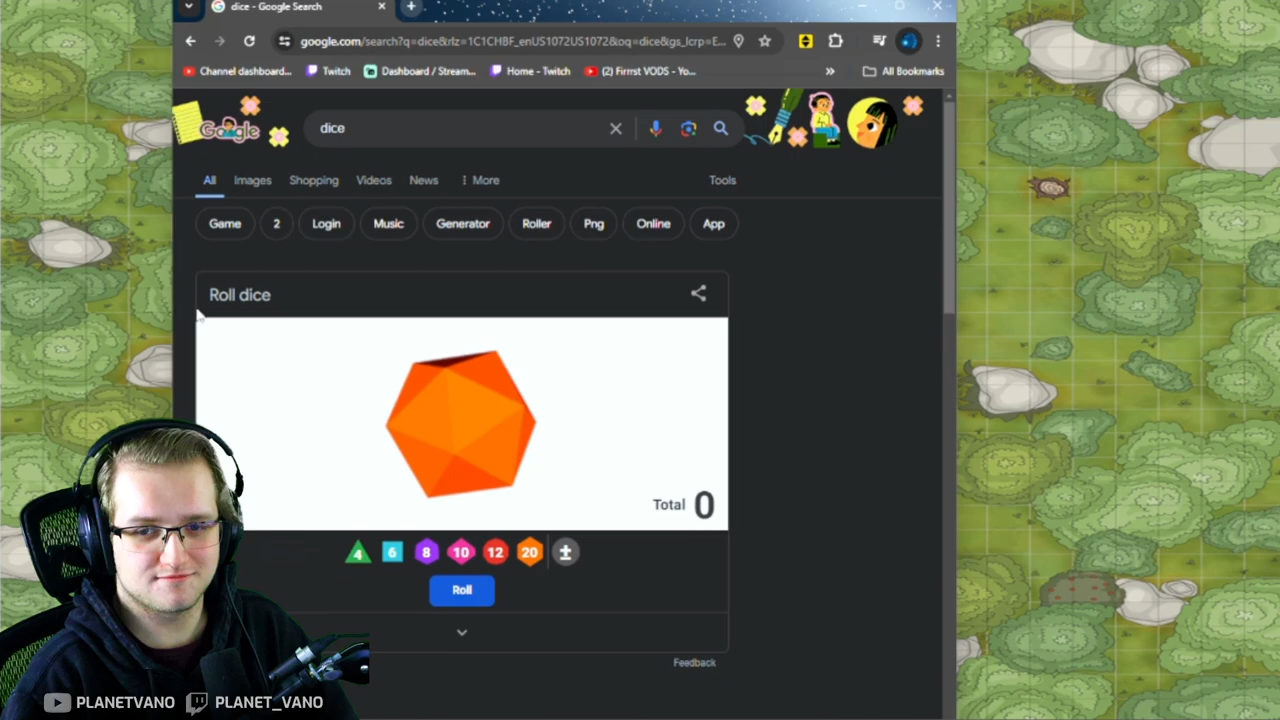 dice - Google Search
google.com/search?q=dice&rlz=1C1CHBF_enUS1072US1072&oq=dice&gs_lcrp=E...
Channel dashboard...
Twitch
Dashboard / Stream...
Home - Twitch
(2) Firrrst VODS - Yo...
All Bookmarks
Google
dice
All
Images
Shopping
Videos
News
More
Tools
Game
2
Login
Music
Generator
Roller
Png
Online
App
Roll dice
Total 0
4
6
8
10
12
20
±
Roll
Feedback
PLANETVANO
PLANET_VANO